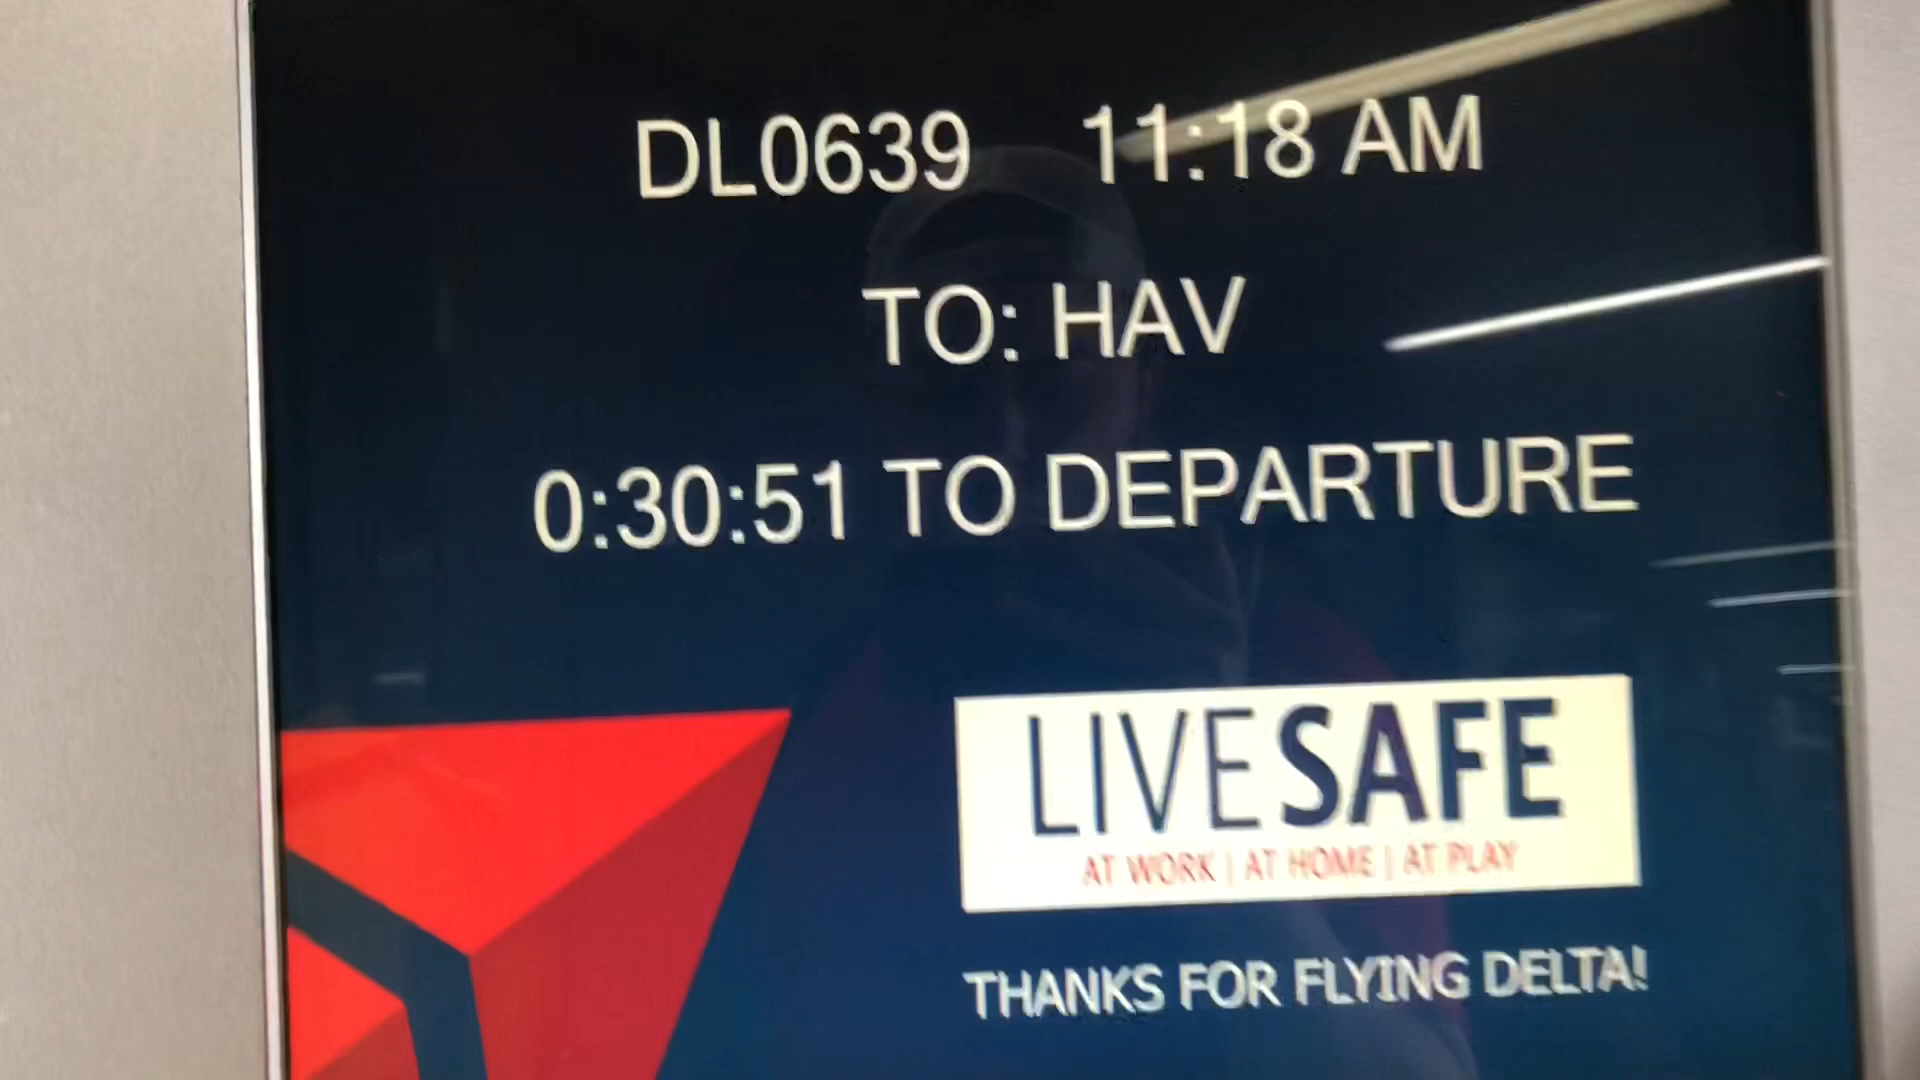 DL0639 11:18 AM
TO: HAV
0:30:51 TO DEPARTURE
LIVESAFE
AT WORK | AT HOME | AT PLAY
THANKS FOR FLYING DELTA!